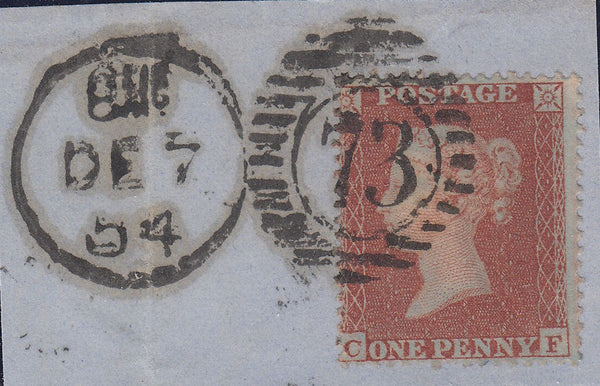 DE 7
54
73
POSTAGE
C ONE PENNY F